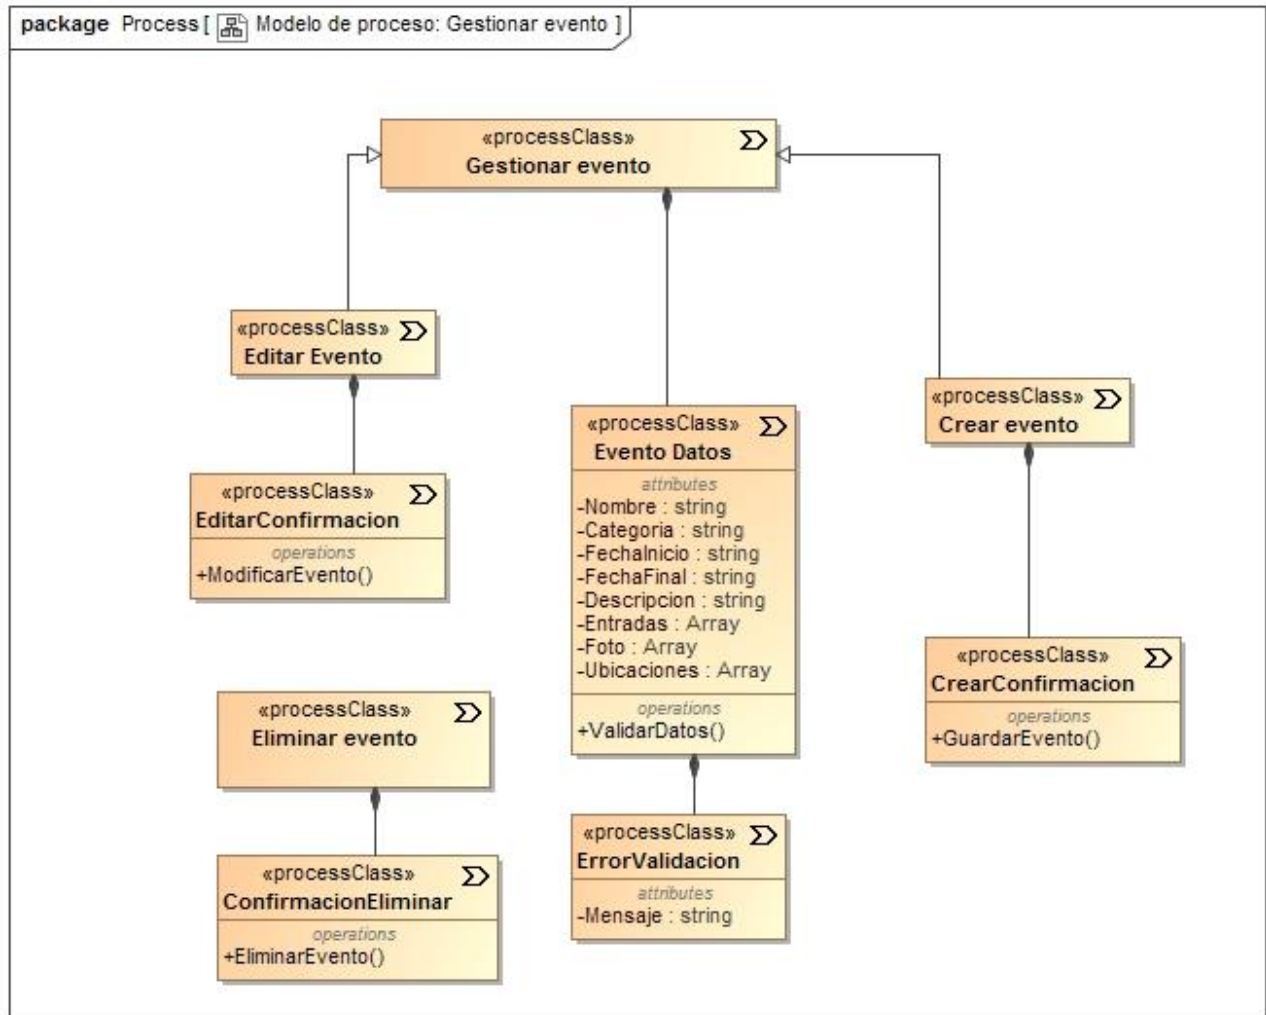 package Process [ Modelo de proceso: Gestionar evento ]
«processClass»
Gestionar evento
«processClass»
Editar Evento
«processClass»
EditarConfirmacion
operations
+ModificarEvento()
«processClass»
Evento Datos
attributes
-Nombre : string
-Categoria : string
-FechaInicio : string
-FechaFinal : string
-Descripcion : string
-Entradas : Array
-Foto : Array
-Ubicaciones : Array
operations
+ValidarDatos()
«processClass»
Crear evento
«processClass»
CrearConfirmacion
operations
+GuardarEvento()
«processClass»
Eliminar evento
«processClass»
ConfirmacionEliminar
operations
+EliminarEvento()
«processClass»
ErrorValidacion
attributes
-Mensaje : string